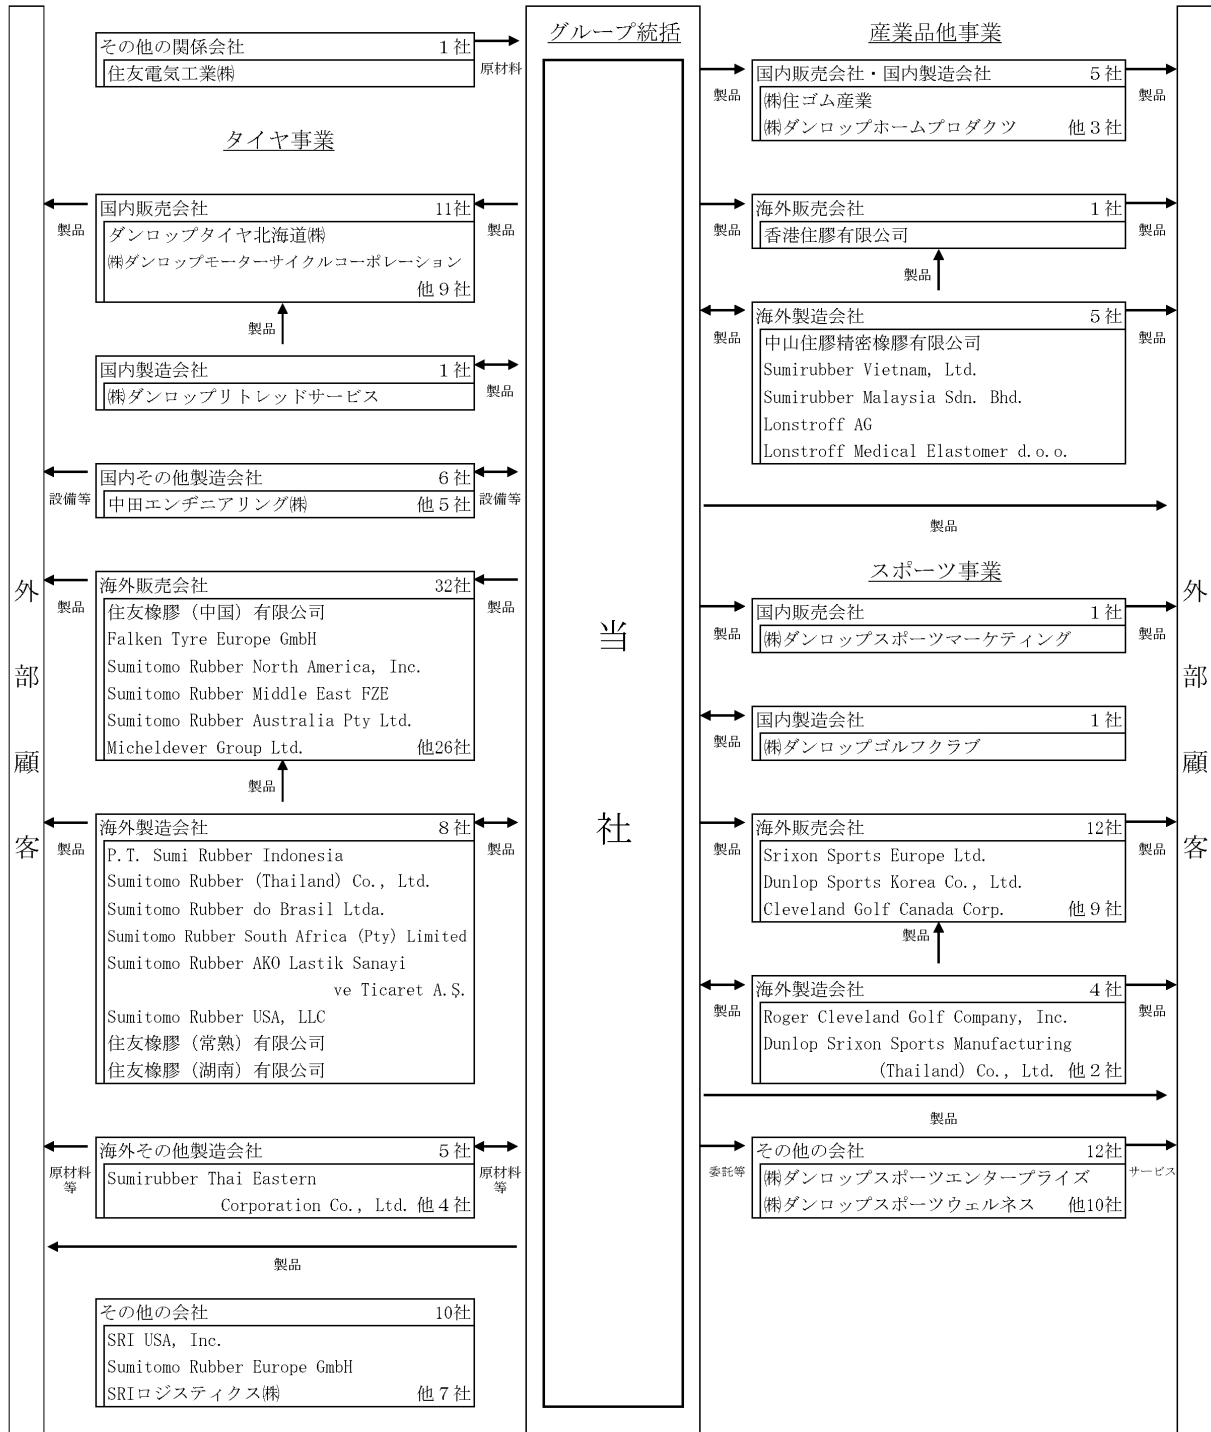 外部顧客
その他の関係会社 1社
住友電気工業㈱
原材料
タイヤ事業
国内販売会社 11社
ダンロップタイヤ北海道㈱
㈱ダンロップモーターサイクルコーポレーション
他9社
製品
製品
製品
国内製造会社 1社
㈱ダンロップリトレッドサービス
製品
国内その他製造会社 6社
中田エンヂニアリング㈱ 他5社
設備等
設備等
海外販売会社 32社
住友橡膠（中国）有限公司
Falken Tyre Europe GmbH
Sumitomo Rubber North America, Inc.
Sumitomo Rubber Middle East FZE
Sumitomo Rubber Australia Pty Ltd.
Micheldever Group Ltd. 他26社
製品
製品
製品
海外製造会社 8社
P.T. Sumi Rubber Indonesia
Sumitomo Rubber (Thailand) Co., Ltd.
Sumitomo Rubber do Brasil Ltda.
Sumitomo Rubber South Africa (Pty) Limited
Sumitomo Rubber AKO Lastik Sanayi
ve Ticaret A.Ş.
Sumitomo Rubber USA, LLC
住友橡膠（常熟）有限公司
住友橡膠（湖南）有限公司
製品
製品
海外その他製造会社 5社
Sumirubber Thai Eastern
Corporation Co., Ltd. 他4社
原材料
等
原材料
等
製品
その他の会社 10社
SRI USA, Inc.
Sumitomo Rubber Europe GmbH
SRIロジスティクス㈱ 他7社
グループ統括
当社
産業品他事業
国内販売会社・国内製造会社 5社
㈱住ゴム産業
㈱ダンロップホームプロダクツ 他3社
製品
製品
海外販売会社 1社
香港住膠有限公司
製品
製品
製品
海外製造会社 5社
中山住膠精密橡膠有限公司
Sumirubber Vietnam, Ltd.
Sumirubber Malaysia Sdn. Bhd.
Lonstroff AG
Lonstroff Medical Elastomer d.o.o.
製品
製品
製品
スポーツ事業
国内販売会社 1社
㈱ダンロップスポーツマーケティング
製品
製品
国内製造会社 1社
㈱ダンロップゴルフクラブ
製品
海外販売会社 12社
Srixon Sports Europe Ltd.
Dunlop Sports Korea Co., Ltd.
Cleveland Golf Canada Corp. 他9社
製品
製品
製品
海外製造会社 4社
Roger Cleveland Golf Company, Inc.
Dunlop Srixon Sports Manufacturing
(Thailand) Co., Ltd. 他2社
製品
製品
製品
その他の会社 12社
㈱ダンロップスポーツエンタープライズ
㈱ダンロップスポーツウェルネス 他10社
委託等
サービス
外部顧客